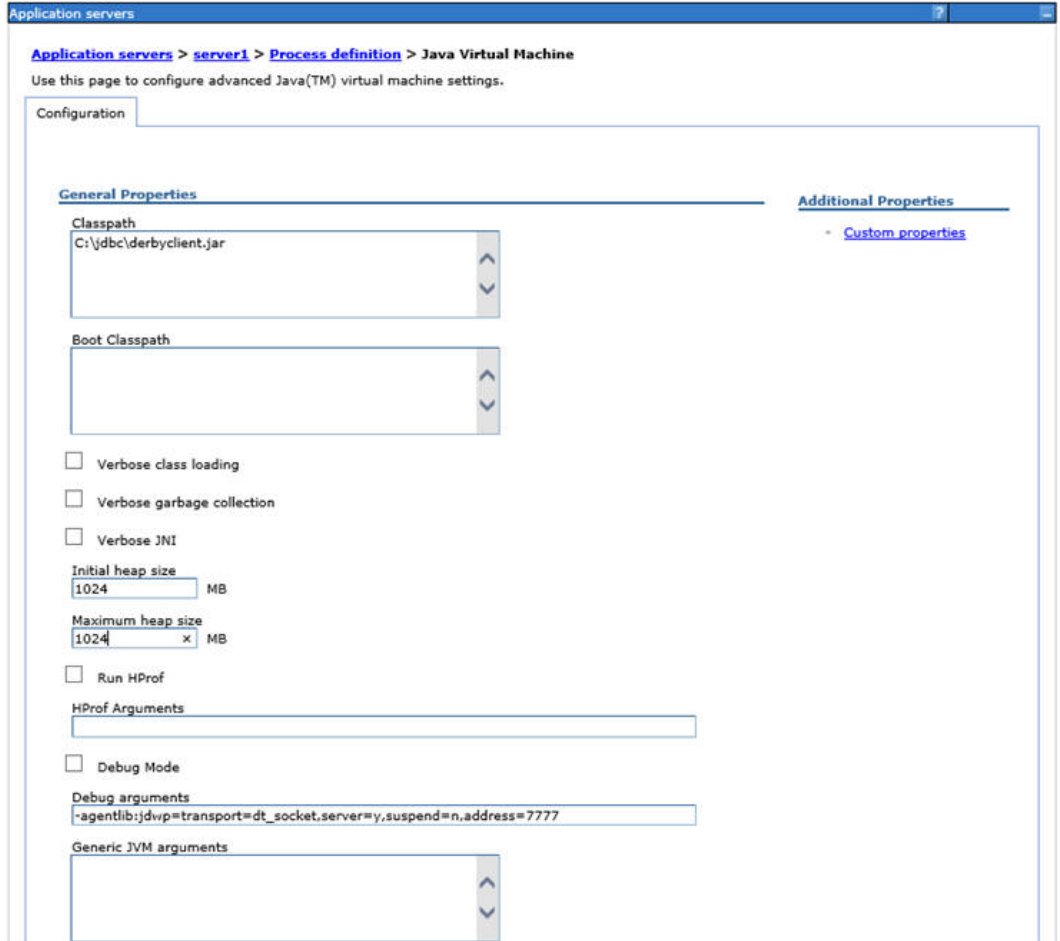 Application servers ?
Application servers > server1 > Process definition > Java Virtual Machine
Use this page to configure advanced Java(TM) virtual machine settings.
Configuration
General Properties
Classpath
C:\jdbc\derbyclient.jar
Boot Classpath
Verbose class loading
Verbose garbage collection
Verbose JNI
Initial heap size
1024 MB
Maximum heap size
1024 × MB
Run HProf
HProf Arguments
Debug Mode
Debug arguments
-agentlib:jdwp=transport=dt_socket,server=y,suspend=n,address=7777
Generic JVM arguments
Additional Properties
Custom properties